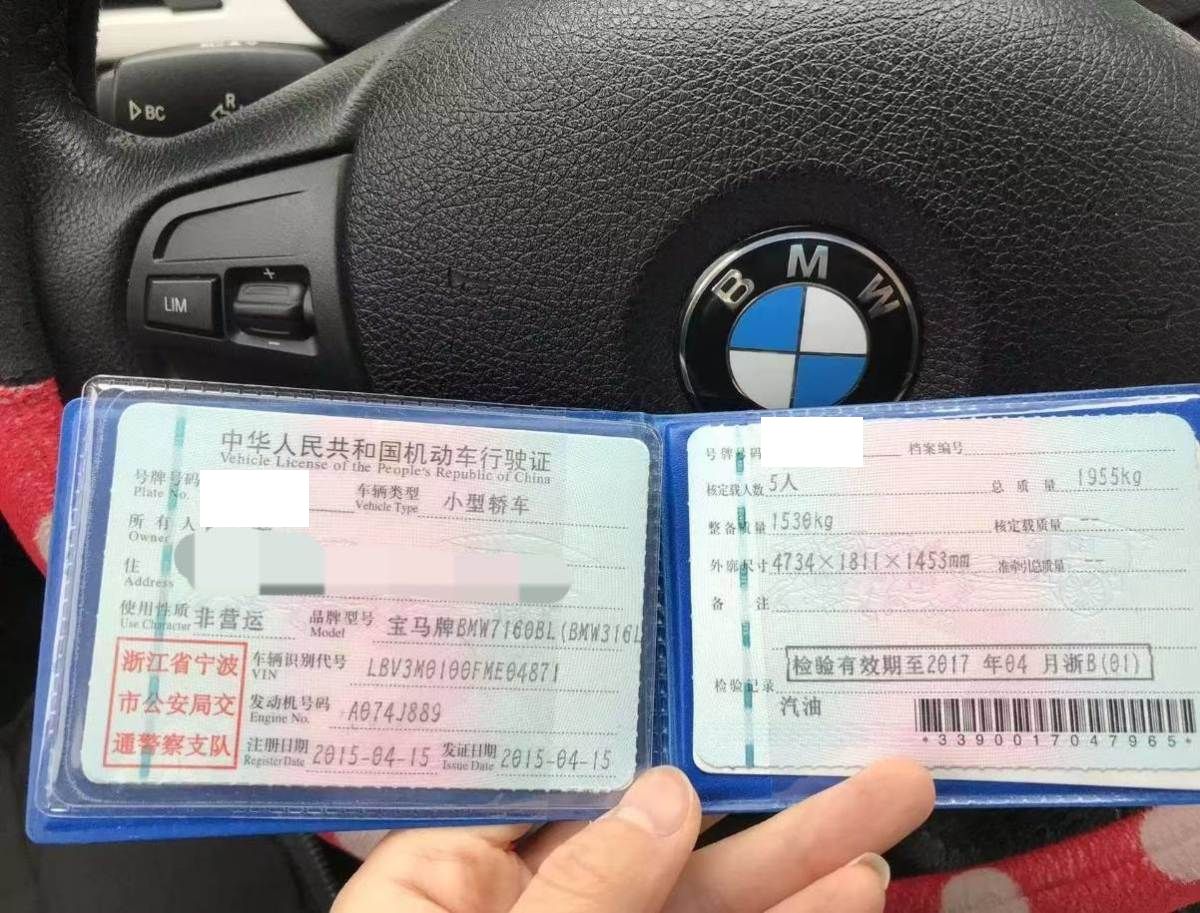 BC
R
LIM
+
−
BMW
中华人民共和国机动车行驶证
Vehicle License of the People's Republic of China
号牌号码
Plate No.
车辆类型 小型轿车
Vehicle Type
所有人
Owner
住
Address
使用性质 非营运
Use Character
品牌型号 宝马牌BMW7160BL(BMW316L
Model
浙江省宁波
市公安局交
通警察支队
车辆识别代号 LBV3M0100FME04871
VIN
发动机号码 A074J889
Engine No.
注册日期 2015-04-15 发证日期 2015-04-15
Register Date Issue Date
号牌号码 档案编号
核定载人数 5人 总质量 1955kg
整备质量 1530kg 核定载质量 --
外廓尺寸 4734×1811×1453mm 准牵引总质量 --
备注
检验有效期至2017 年04 月浙B(01)
检验记录
汽油
*3390017047965*